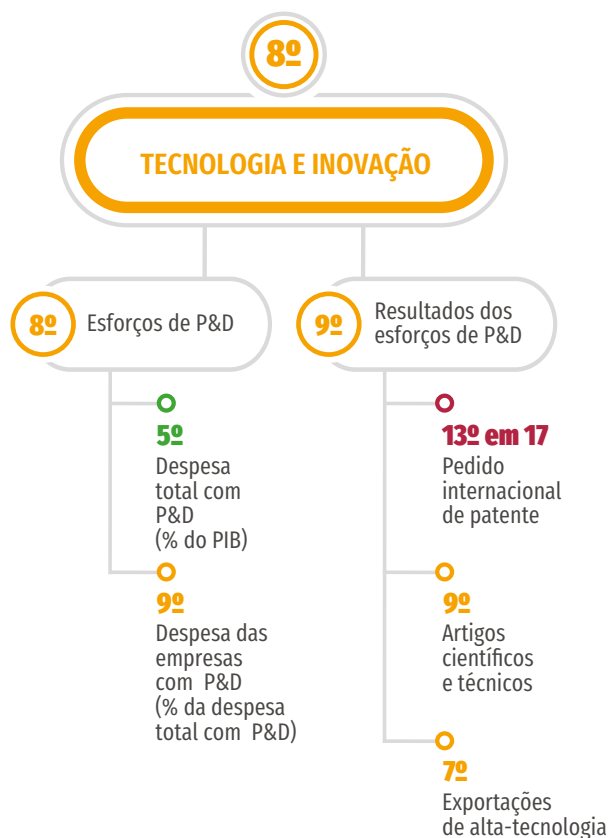 8º
TECNOLOGIA E INOVAÇÃO
8º
Esforços de P&D
5º
Despesa
total com
P&D
(% do PIB)
9º
Despesa das
empresas
com P&D
(% da despesa
total com P&D)
9º
Resultados dos
esforços de P&D
13º em 17
Pedido
internacional
de patente
9º
Artigos
científicos
e técnicos
7º
Exportações
de alta-tecnologia